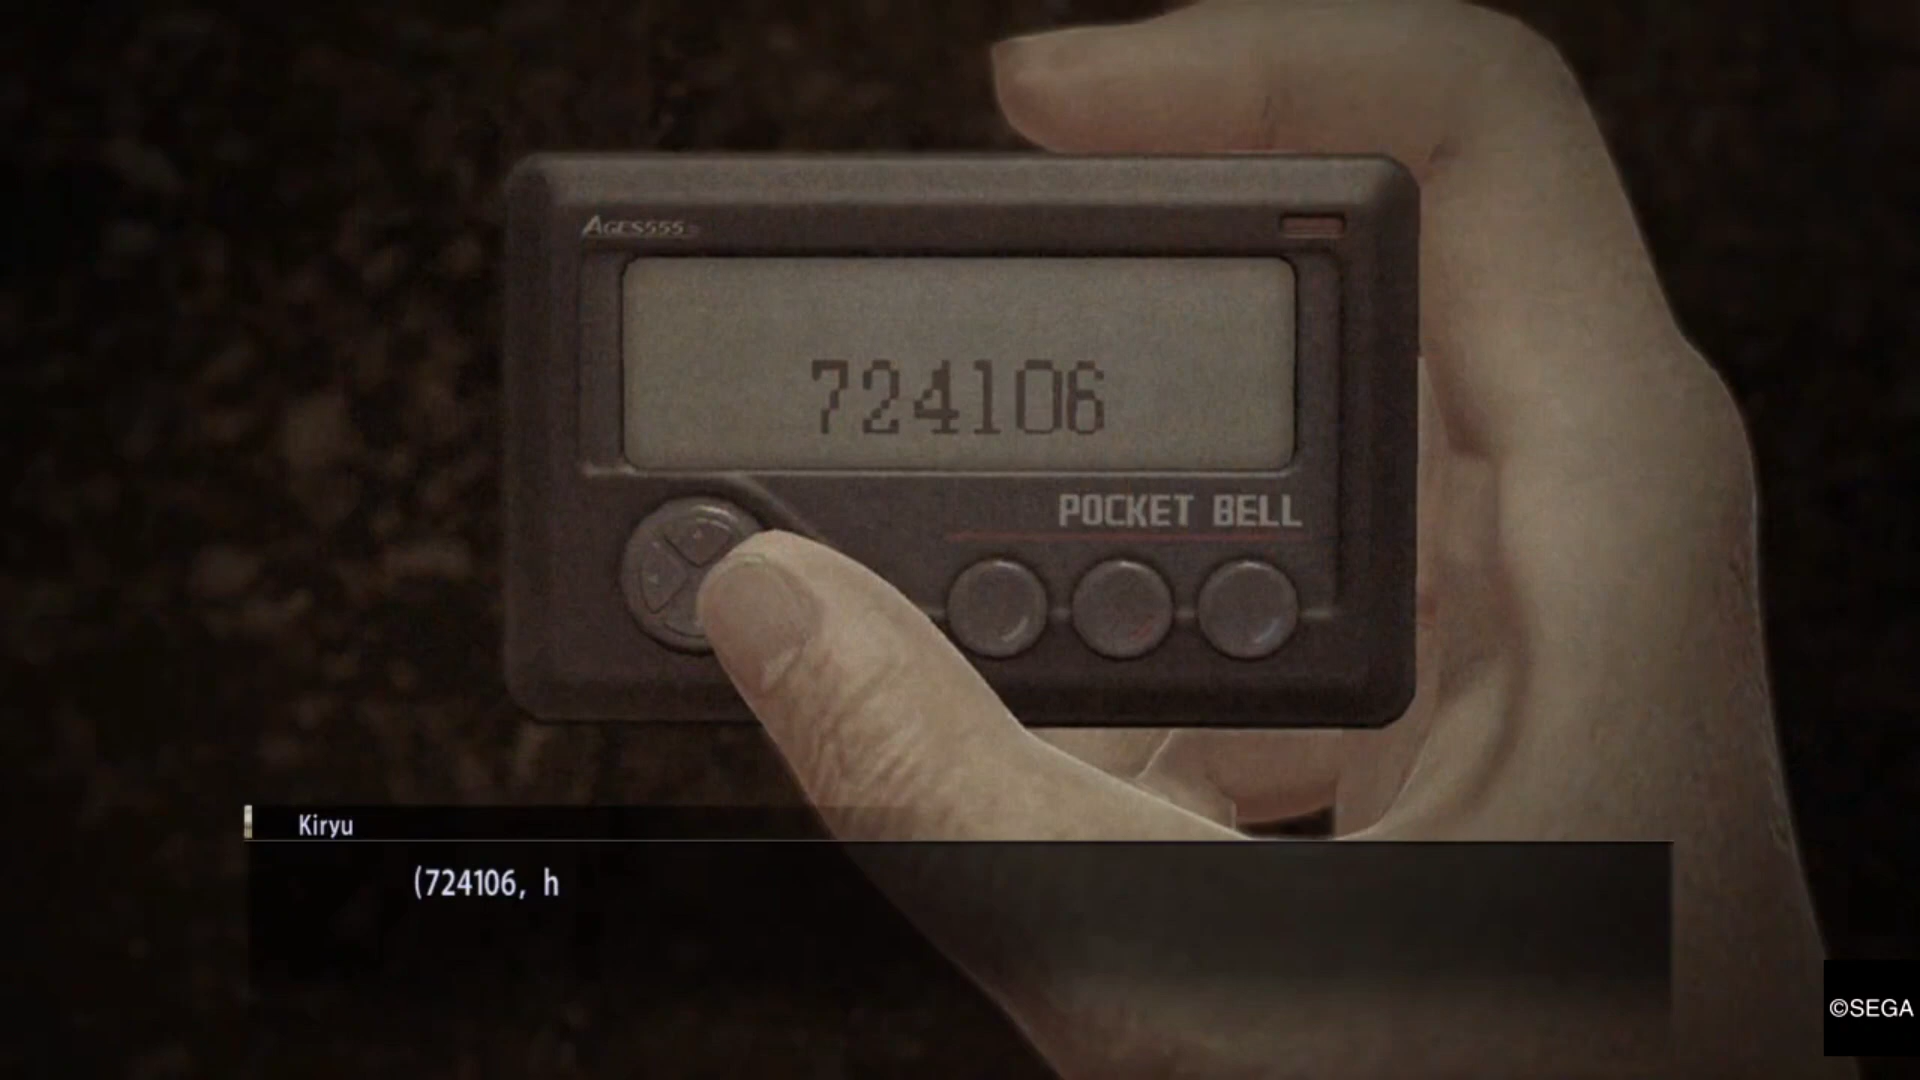 AGES555
724106
POCKET BELL
Kiryu
(724106, h
©SEGA